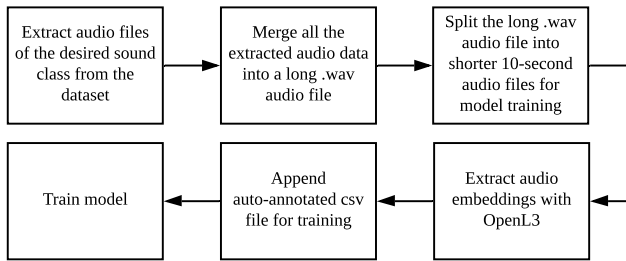 Extract audio files
of the desired sound
class from the
dataset
Merge all the
extracted audio data
into a long .wav
audio file
Split the long .wav
audio file into
shorter 10-second
audio files for
model training
Extract audio
embeddings with
OpenL3
Append
auto-annotated csv
file for training
Train model